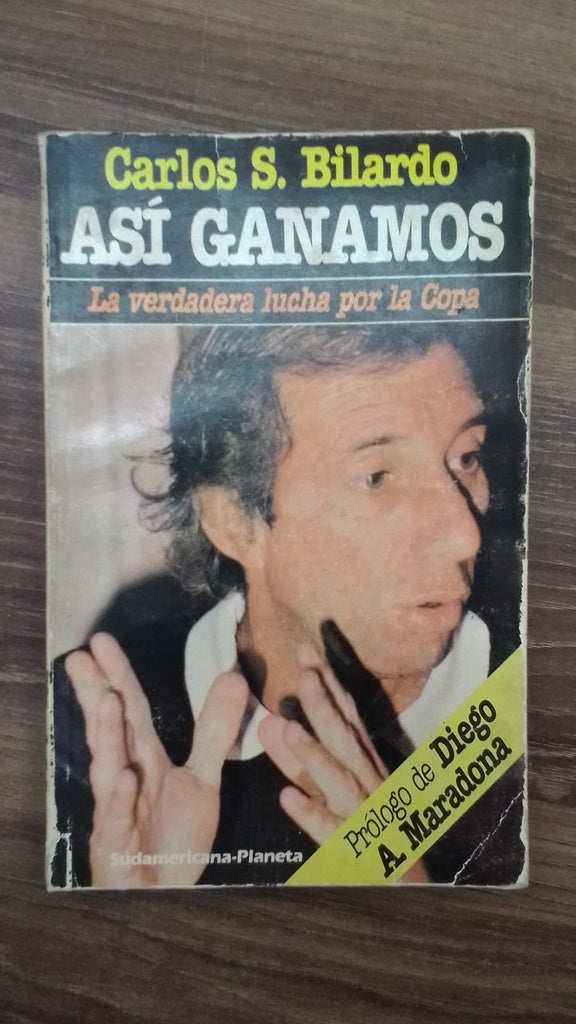 Carlos S. Bilardo
ASÍ GANAMOS
La verdadera lucha por la Copa
Prólogo de Diego
A. Maradona
Sudamericana-Planeta